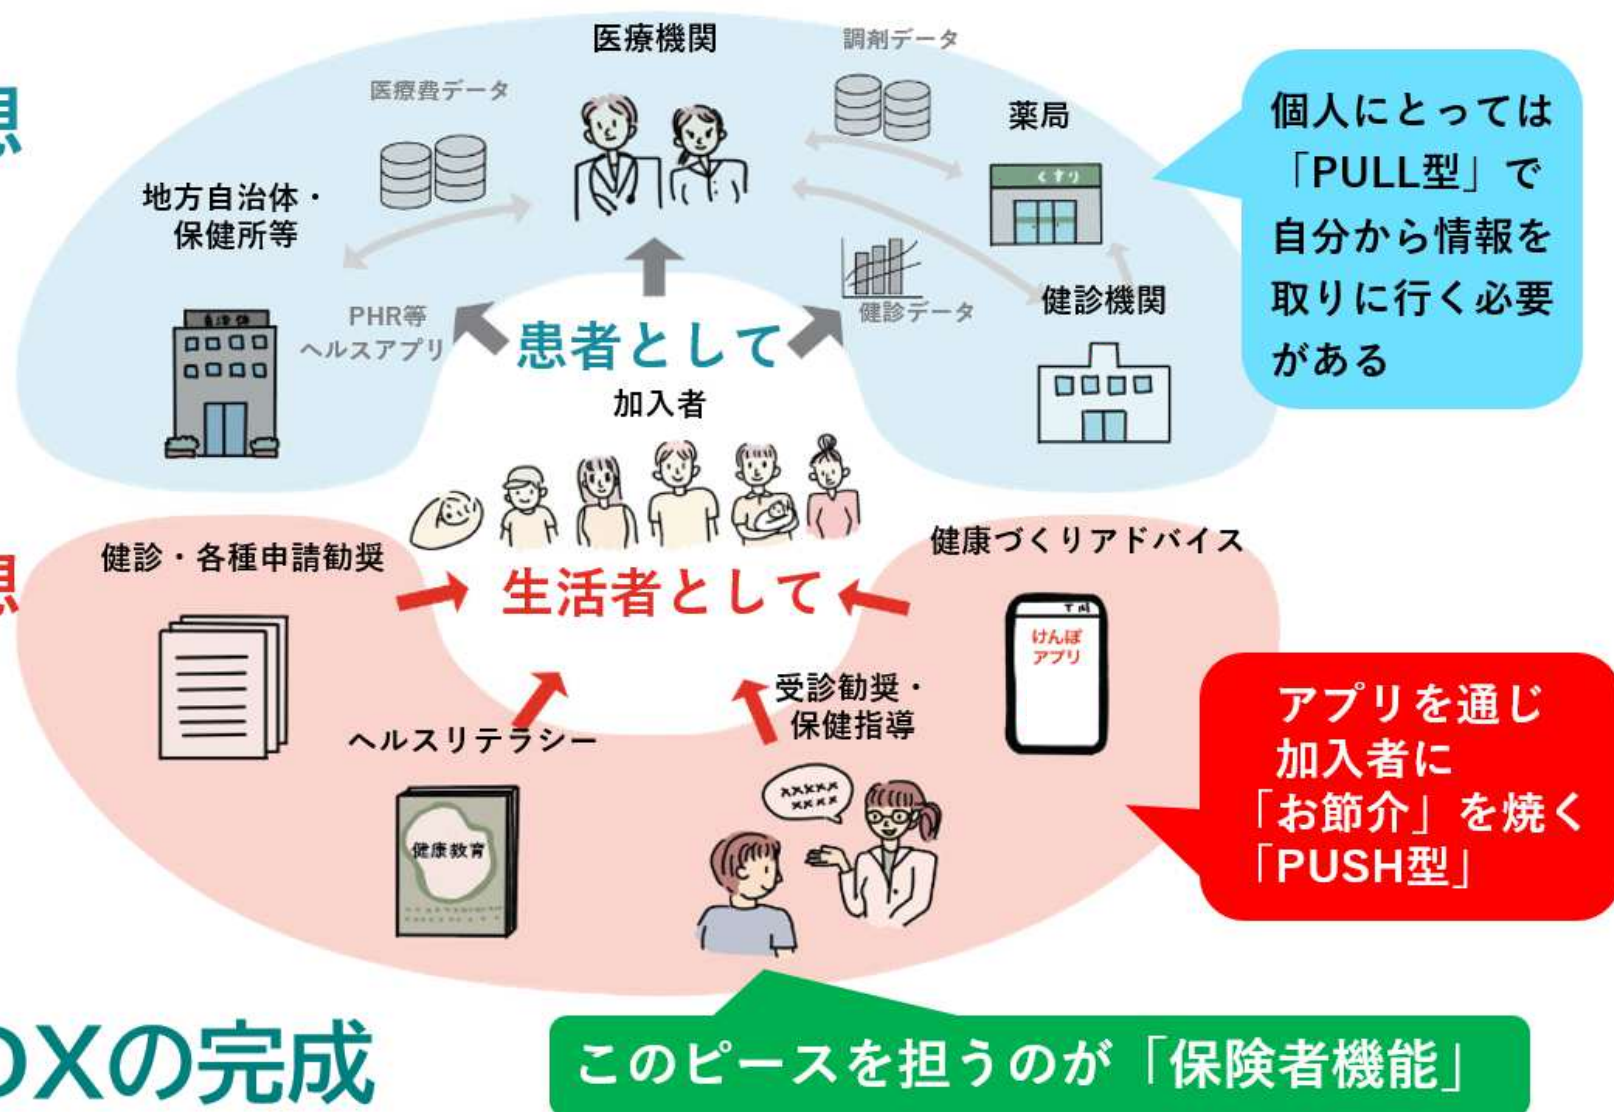 想
医療機関
調剤データ
医療費データ
薬局
くすり
地方自治体・
保健所等
個人にとっては
「PULL型」で
自分から情報を
取りに行く必要
がある
自治体
PHR等
ヘルスアプリ
健診データ
健診機関
患者として
加入者
想
健診・各種申請勧奨
健康づくりアドバイス
生活者として
けんぽ
アプリ
受診勧奨・
保健指導
ヘルスリテラシー
健康教育
xxxxx
xxxx
アプリを通じ
加入者に
「お節介」を焼く
「PUSH型」
DXの完成
このピースを担うのが「保険者機能」